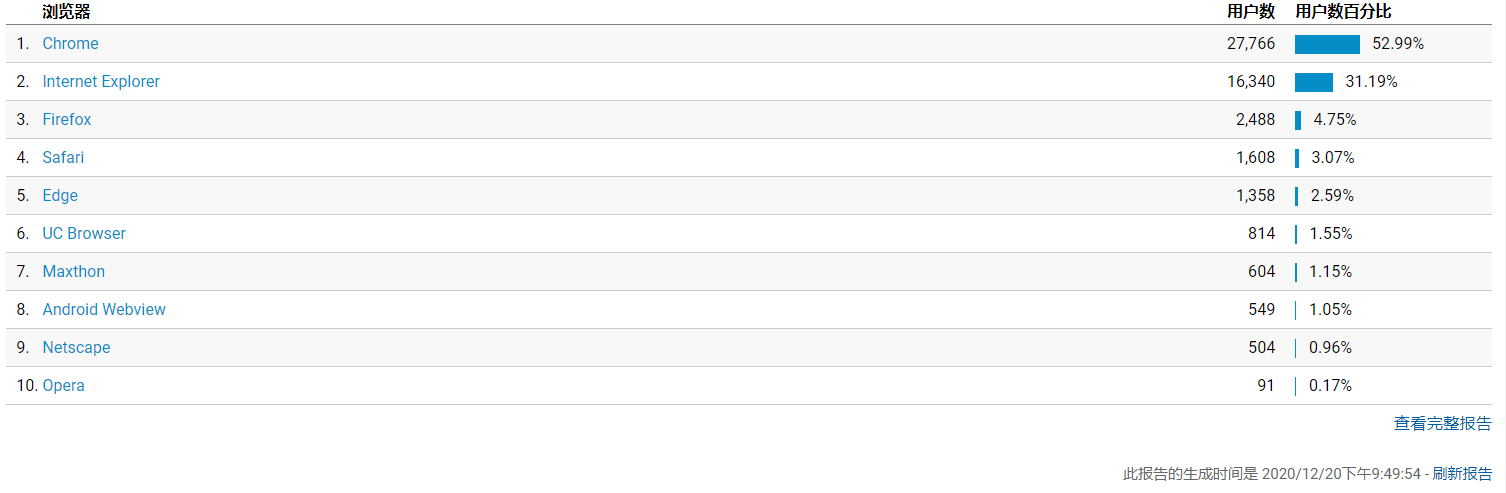 浏览器 用户数 用户数百分比
1. Chrome 27,766 52.99%
2. Internet Explorer 16,340 31.19%
3. Firefox 2,488 4.75%
4. Safari 1,608 3.07%
5. Edge 1,358 2.59%
6. UC Browser 814 1.55%
7. Maxthon 604 1.15%
8. Android Webview 549 1.05%
9. Netscape 504 0.96%
10. Opera 91 0.17%
查看完整报告
此报告的生成时间是 2020/12/20下午9:49:54 - 刷新报告